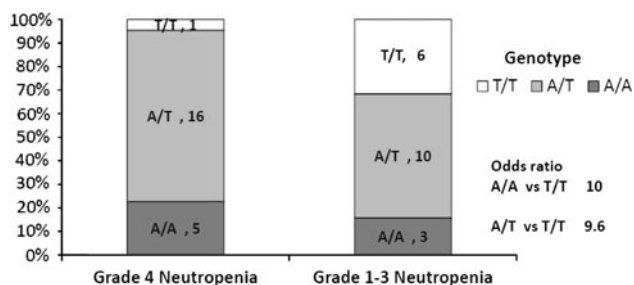 100%
90%
80%
70%
60%
50%
40%
30%
20%
10%
0%
T/T , 1
A/T , 16
A/A , 5
T/T, 6
A/T , 10
A/A , 3
Grade 4 Neutropenia
Grade 1-3 Neutropenia
Genotype
T/T A/T A/A
Odds ratio
A/A vs T/T 10
A/T vs T/T 9.6